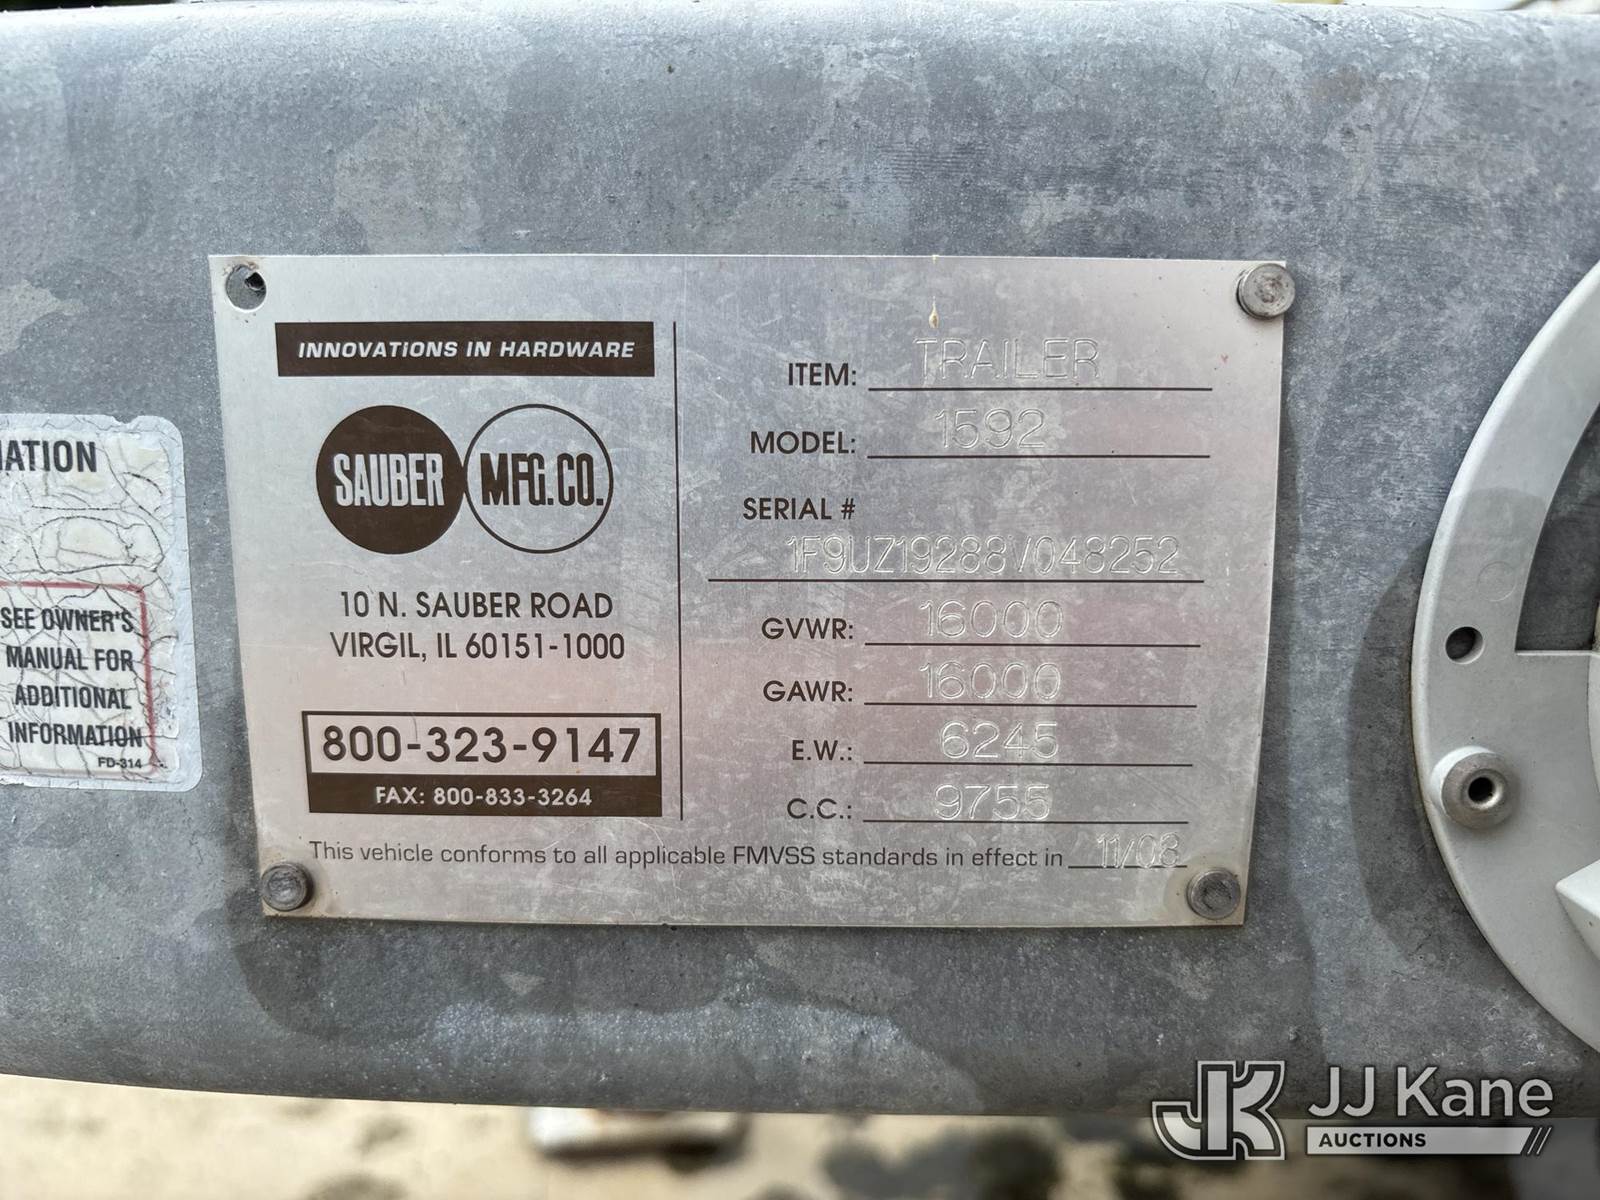 IATION
SEE OWNER'S
MANUAL FOR
ADDITIONAL
INFORMATION
FD-314
INNOVATIONS IN HARDWARE
SAUBER MFG.CO.
10 N. SAUBER ROAD
VIRGIL, IL 60151-1000
800-323-9147
FAX: 800-833-3264
ITEM: TRAILER
MODEL: 1592
SERIAL #
1F9UZ19288V048252
GVWR: 16000
GAWR: 16000
E.W.: 6245
C.C.: 9755
This vehicle conforms to all applicable FMVSS standards in effect in 11/08
JK JJ Kane
AUCTIONS